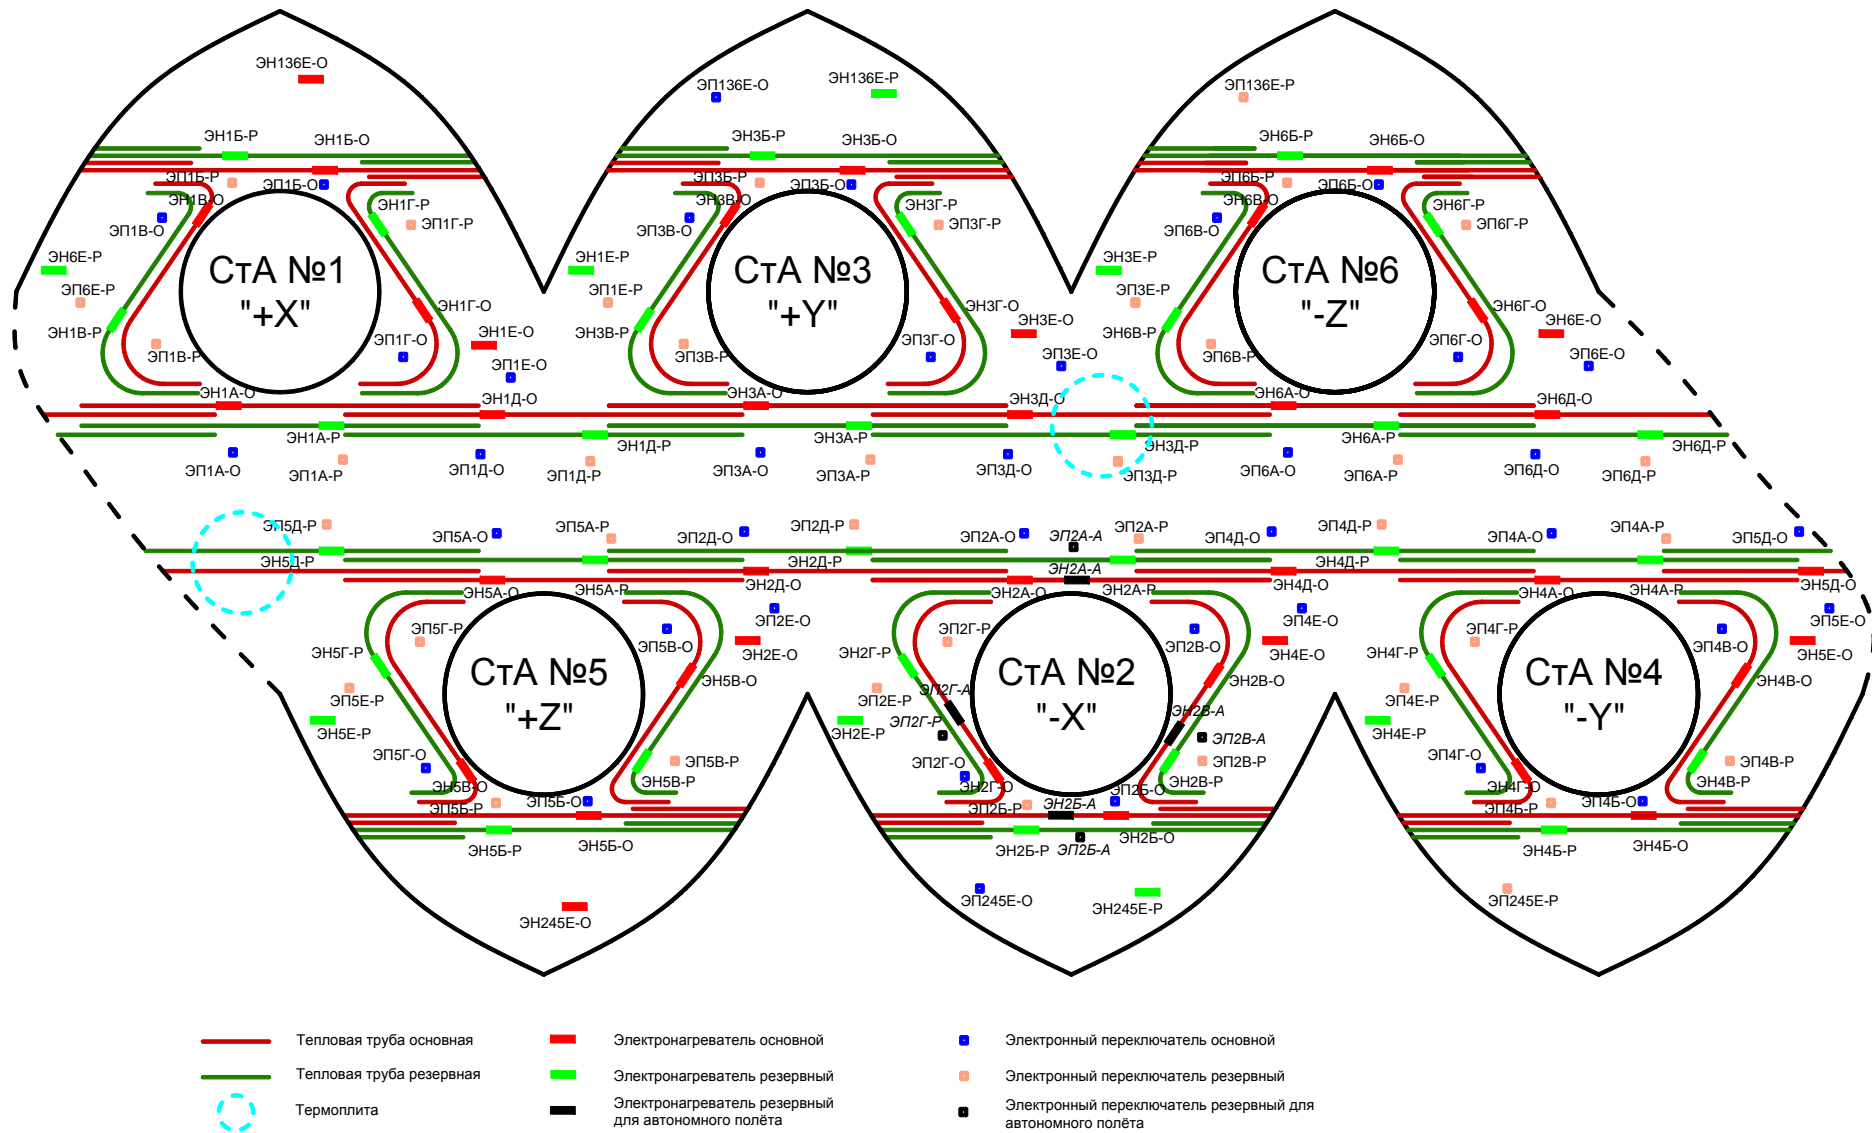 ЭН136Е-О
ЭП136Е-О
ЭН136Е-Р
ЭП136Е-Р
ЭН1Б-Р
ЭН1Б-О
ЭН3Б-Р
ЭН3Б-О
ЭН6Б-Р
ЭН6Б-О
ЭП1Б-Р
ЭП1Б-О
ЭП3Б-Р
ЭП3Б-О
ЭП6Б-Р
ЭП6Б-О
ЭН1В-О
ЭН1Г-Р
ЭН3В-О
ЭН3Г-Р
ЭН6В-О
ЭН6Г-Р
ЭП1В-О
ЭП1Г-Р
ЭП3В-О
ЭП3Г-Р
ЭП6В-О
ЭП6Г-Р
ЭН6Е-Р
ЭН1Е-Р
ЭН3Е-Р
СтА №1
"+X"
СтА №3
"+Y"
СтА №6
"-Z"
ЭП6Е-Р
ЭП1Е-Р
ЭП3Е-Р
ЭН1В-Р
ЭН1Г-О
ЭН1Е-О
ЭН3В-Р
ЭН3Г-О
ЭН3Е-О
ЭН6В-Р
ЭН6Г-О
ЭН6Е-О
ЭП1В-Р
ЭП1Г-О
ЭП1Е-О
ЭП3В-Р
ЭП3Г-О
ЭП3Е-О
ЭП6В-Р
ЭП6Г-О
ЭП6Е-О
ЭН1А-О
ЭН1Д-О
ЭН3А-О
ЭН3Д-О
ЭН6А-О
ЭН6Д-О
ЭН1А-Р
ЭН1Д-Р
ЭН3А-Р
ЭН3Д-Р
ЭН6А-Р
ЭН6Д-Р
ЭП1А-О
ЭП1А-Р
ЭП1Д-О
ЭП1Д-Р
ЭП3А-О
ЭП3А-Р
ЭП3Д-О
ЭП3Д-Р
ЭП6А-О
ЭП6А-Р
ЭП6Д-О
ЭП6Д-Р
ЭП5Д-Р
ЭП5А-О
ЭП5А-Р
ЭП2Д-О
ЭП2Д-Р
ЭП2А-О
ЭП2А-А
ЭП2А-Р
ЭП4Д-О
ЭП4Д-Р
ЭП4А-О
ЭП4А-Р
ЭП5Д-О
ЭН5Д-Р
ЭН5А-О
ЭН5А-Р
ЭН2Д-О
ЭН2Д-Р
ЭН2А-О
ЭН2А-А
ЭН2А-Р
ЭН4Д-О
ЭН4Д-Р
ЭН4А-О
ЭН4А-Р
ЭН5Д-О
ЭП5Г-Р
ЭП5В-О
ЭП2Е-О
ЭП2Г-Р
ЭП2В-О
ЭП4Е-О
ЭП4Г-Р
ЭП4В-О
ЭП5Е-О
ЭН5Г-Р
ЭН5В-О
ЭН2Е-О
ЭН2Г-Р
ЭН2В-О
ЭН4Е-О
ЭН4Г-Р
ЭН4В-О
ЭН5Е-О
СтА №5
"+Z"
СтА №2
"-X"
СтА №4
"-Y"
ЭП5Е-Р
ЭП2Е-Р
ЭП2Г-А
ЭН2В-А
ЭП4Е-Р
ЭН5Е-Р
ЭН2Е-Р
ЭП2Г-Р
ЭП2В-А
ЭН4Е-Р
ЭП5Г-О
ЭП5В-Р
ЭП2Г-О
ЭП2В-Р
ЭП4Г-О
ЭП4В-Р
ЭН5В-О
ЭН5В-Р
ЭН2Г-О
ЭН2В-Р
ЭН4Г-О
ЭН4В-Р
ЭП5Б-Р
ЭП5Б-О
ЭП2Б-Р
ЭН2Б-А
ЭП2Б-О
ЭП4Б-Р
ЭП4Б-О
ЭН5Б-Р
ЭН5Б-О
ЭН2Б-Р
ЭП2Б-А
ЭН2Б-О
ЭН4Б-Р
ЭН4Б-О
ЭН245Е-О
ЭП245Е-О
ЭН245Е-Р
ЭП245Е-Р
Тепловая труба основная
Электронагреватель основной
Электронный переключатель основной
Тепловая труба резервная
Электронагреватель резервный
Электронный переключатель резервный
Термоплита
Электронагреватель резервный
для автономного полёта
Электронный переключатель резервный для
автономного полёта